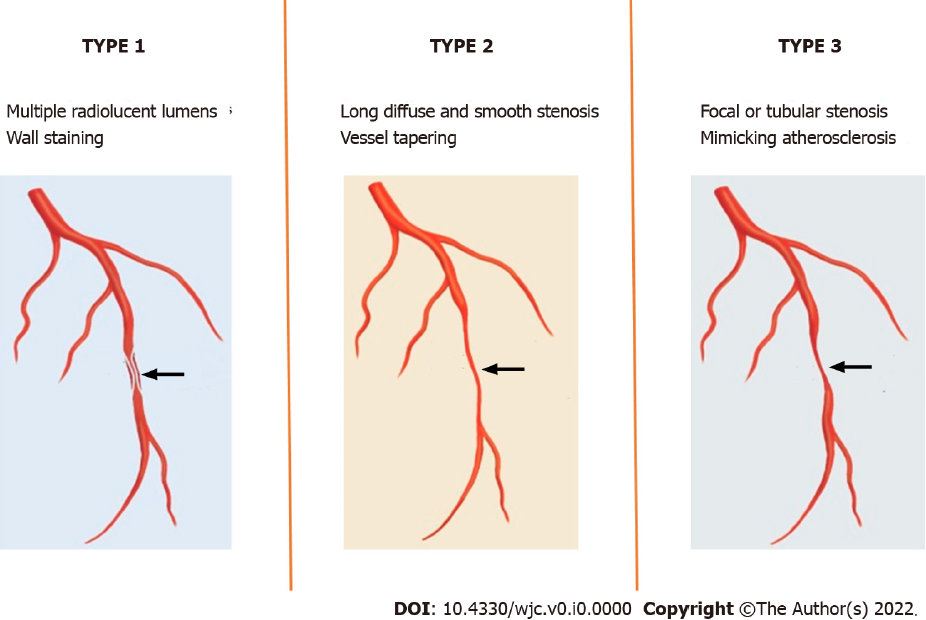 TYPE 1
Multiple radiolucent lumens
Wall staining
TYPE 2
Long diffuse and smooth stenosis
Vessel tapering
TYPE 3
Focal or tubular stenosis
Mimicking atherosclerosis
DOI: 10.4330/wjc.v0.i0.0000 Copyright ©The Author(s) 2022.